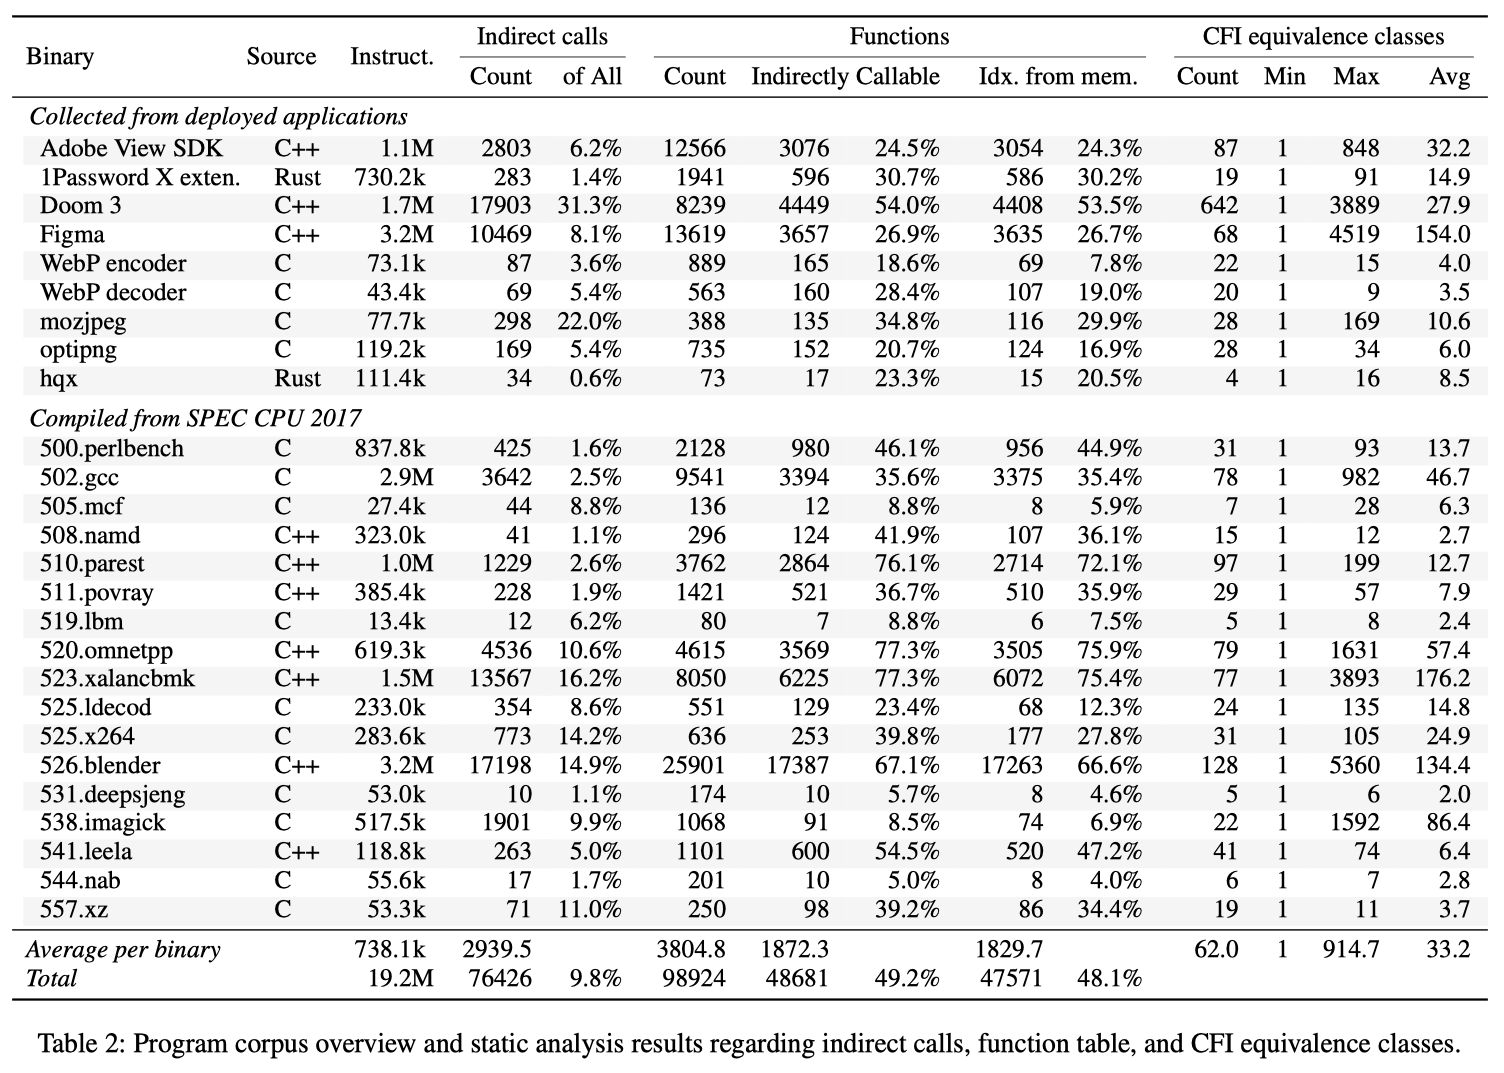 Indirect calls Functions CFI equivalence classes
Binary Source Instruct.
Count of All Count Indirectly Callable Idx. from mem. Count Min Max Avg
Collected from deployed applications
Adobe View SDK C++ 1.1M 2803 6.2% 12566 3076 24.5% 3054 24.3% 87 1 848 32.2
1Password X exten. Rust 730.2k 283 1.4% 1941 596 30.7% 586 30.2% 19 1 91 14.9
Doom 3 C++ 1.7M 17903 31.3% 8239 4449 54.0% 4408 53.5% 642 1 3889 27.9
Figma C++ 3.2M 10469 8.1% 13619 3657 26.9% 3635 26.7% 68 1 4519 154.0
WebP encoder C 73.1k 87 3.6% 889 165 18.6% 69 7.8% 22 1 15 4.0
WebP decoder C 43.4k 69 5.4% 563 160 28.4% 107 19.0% 20 1 9 3.5
mozjpeg C 77.7k 298 22.0% 388 135 34.8% 116 29.9% 28 1 169 10.6
optipng C 119.2k 169 5.4% 735 152 20.7% 124 16.9% 28 1 34 6.0
hqx Rust 111.4k 34 0.6% 73 17 23.3% 15 20.5% 4 1 16 8.5
Compiled from SPEC CPU 2017
500.perlbench C 837.8k 425 1.6% 2128 980 46.1% 956 44.9% 31 1 93 13.7
502.gcc C 2.9M 3642 2.5% 9541 3394 35.6% 3375 35.4% 78 1 982 46.7
505.mcf C 27.4k 44 8.8% 136 12 8.8% 8 5.9% 7 1 28 6.3
508.namd C++ 323.0k 41 1.1% 296 124 41.9% 107 36.1% 15 1 12 2.7
510.parest C++ 1.0M 1229 2.6% 3762 2864 76.1% 2714 72.1% 97 1 199 12.7
511.povray C++ 385.4k 228 1.9% 1421 521 36.7% 510 35.9% 29 1 57 7.9
519.lbm C 13.4k 12 6.2% 80 7 8.8% 6 7.5% 5 1 8 2.4
520.omnetpp C++ 619.3k 4536 10.6% 4615 3569 77.3% 3505 75.9% 79 1 1631 57.4
523.xalancbmk C++ 1.5M 13567 16.2% 8050 6225 77.3% 6072 75.4% 77 1 3893 176.2
525.ldecod C 233.0k 354 8.6% 551 129 23.4% 68 12.3% 24 1 135 14.8
525.x264 C 283.6k 773 14.2% 636 253 39.8% 177 27.8% 31 1 105 24.9
526.blender C++ 3.2M 17198 14.9% 25901 17387 67.1% 17263 66.6% 128 1 5360 134.4
531.deepsjeng C 53.0k 10 1.1% 174 10 5.7% 8 4.6% 5 1 6 2.0
538.imagick C 517.5k 1901 9.9% 1068 91 8.5% 74 6.9% 22 1 1592 86.4
541.leela C++ 118.8k 263 5.0% 1101 600 54.5% 520 47.2% 41 1 74 6.4
544.nab C 55.6k 17 1.7% 201 10 5.0% 8 4.0% 6 1 7 2.8
557.xz C 53.3k 71 11.0% 250 98 39.2% 86 34.4% 19 1 11 3.7
Average per binary 738.1k 2939.5 3804.8 1872.3 1829.7 62.0 1 914.7 33.2
Total 19.2M 76426 9.8% 98924 48681 49.2% 47571 48.1%
Table 2: Program corpus overview and static analysis results regarding indirect calls, function table, and CFI equivalence classes.